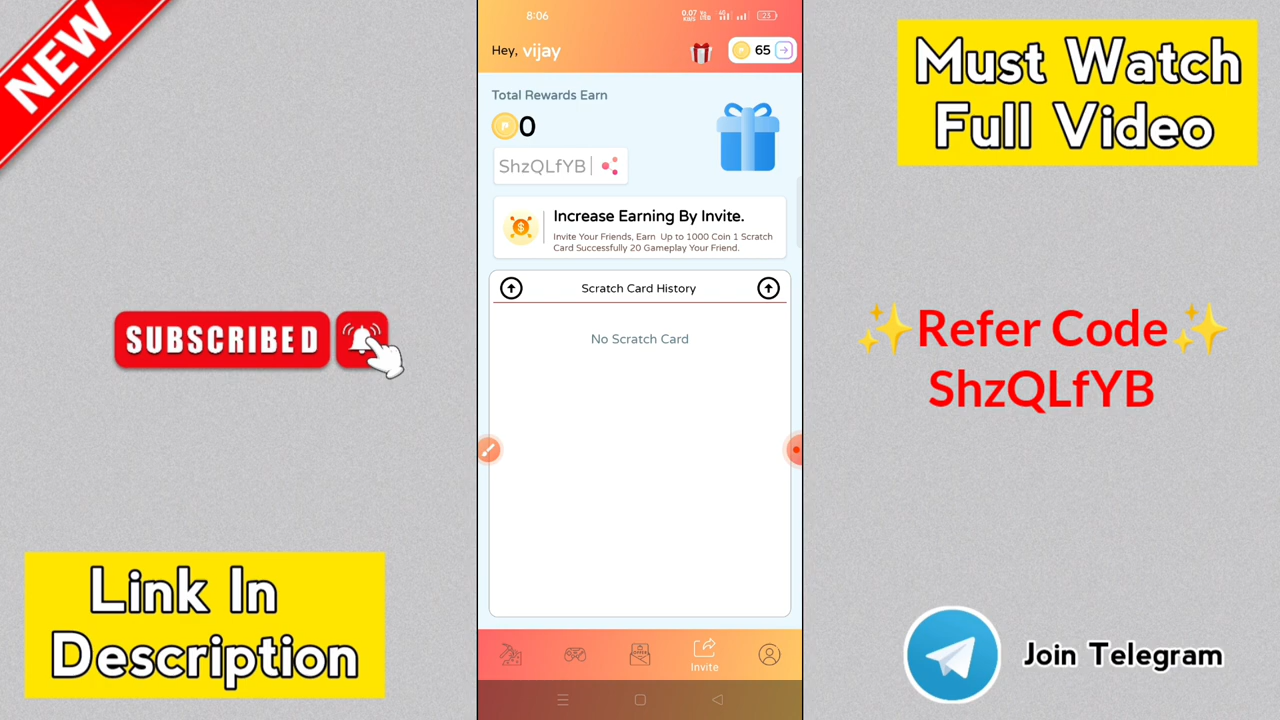 NEW
8:06
Hey, vijay
65
Must Watch
Full Video
Total Rewards Earn
0
ShzQLfYB
Increase Earning By Invite.
Invite Your Friends, Earn Up to 1000 Coin 1 Scratch
Card Successfully 20 Gameplay Your Friend.
Scratch Card History
No Scratch Card
SUBSCRIBED
✨Refer Code✨
ShzQLfYB
Link In
Description
Invite
Join Telegram